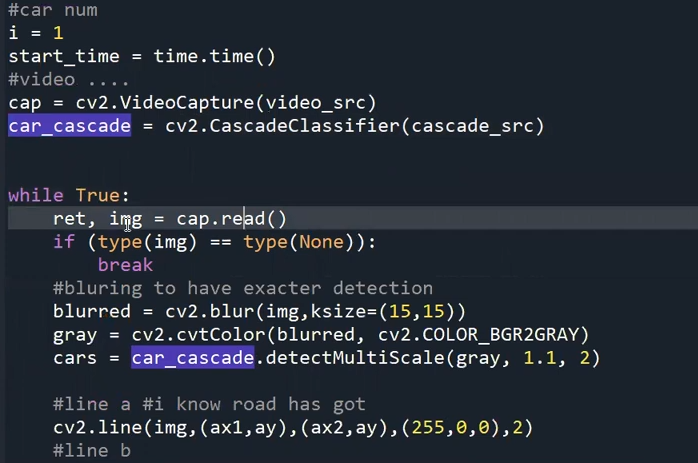 #car num
i = 1
start_time = time.time()
#video ....
cap = cv2.VideoCapture(video_src)
car_cascade = cv2.CascadeClassifier(cascade_src)
while True:
    ret, img = cap.read()
    if (type(img) == type(None)):
        break
    #bluring to have exacter detection
    blurred = cv2.blur(img,ksize=(15,15))
    gray = cv2.cvtColor(blurred, cv2.COLOR_BGR2GRAY)
    cars = car_cascade.detectMultiScale(gray, 1.1, 2)
    #line a #i know road has got
    cv2.line(img,(ax1,ay),(ax2,ay),(255,0,0),2)
    #line b